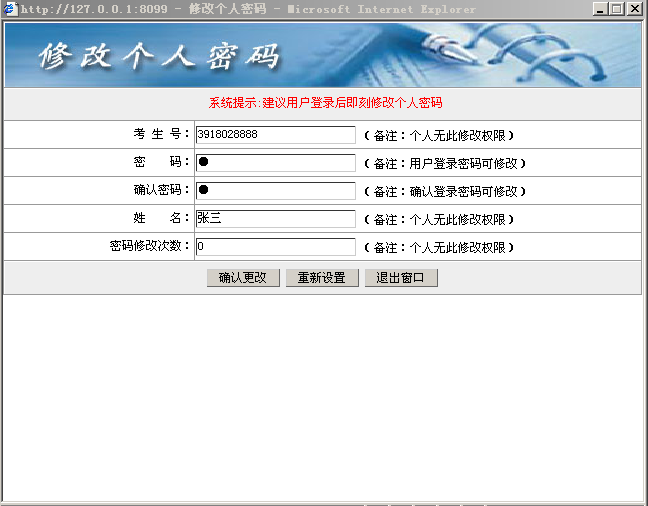 http://127.0.0.1:8099 - 修改个人密码 - Microsoft Internet Explorer
修改个人密码
系统提示:建议用户登录后即刻修改个人密码
考 生 号： 3918028888 （备注：个人无此修改权限）
密 码： ● （备注：用户登录密码可修改）
确认密码： ● （备注：确认登录密码可修改）
姓 名： 张三 （备注：个人无此修改权限）
密码修改次数： 0 （备注：个人无此修改权限）
确认更改 重新设置 退出窗口